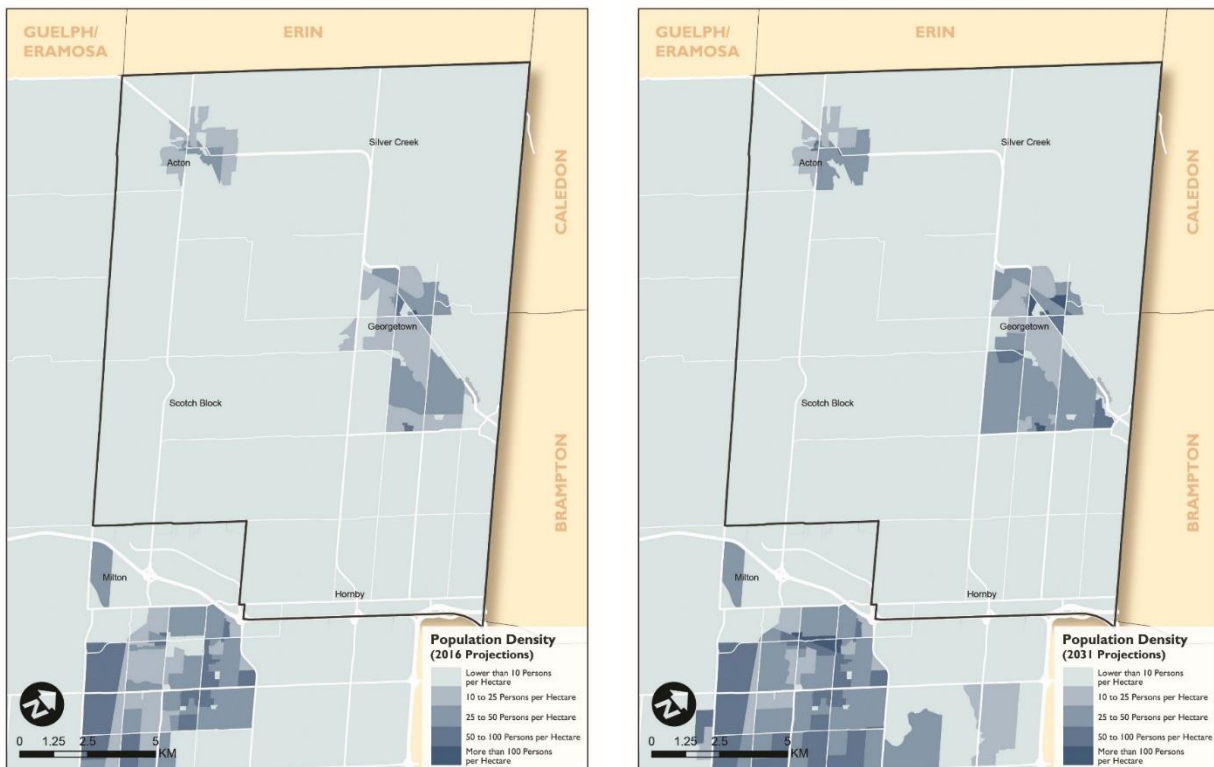 GUELPH/
ERAMOSA
ERIN
CALEDON
BRAMPTON
Silver Creek
Acton
Georgetown
Scotch Block
Milton
Hornby
N
0 1.25 2.5 5
KM
Population Density
(2016 Projections)
Lower than 10 Persons
per Hectare
10 to 25 Persons per Hectare
25 to 50 Persons per Hectare
50 to 100 Persons per Hectare
More than 100 Persons
per Hectare
GUELPH/
ERAMOSA
ERIN
CALEDON
BRAMPTON
Silver Creek
Acton
Georgetown
Scotch Block
Milton
Hornby
N
0 1.25 2.5 5
KM
Population Density
(2031 Projections)
Lower than 10 Persons
per Hectare
10 to 25 Persons per Hectare
25 to 50 Persons per Hectare
50 to 100 Persons per Hectare
More than 100 Persons
per Hectare